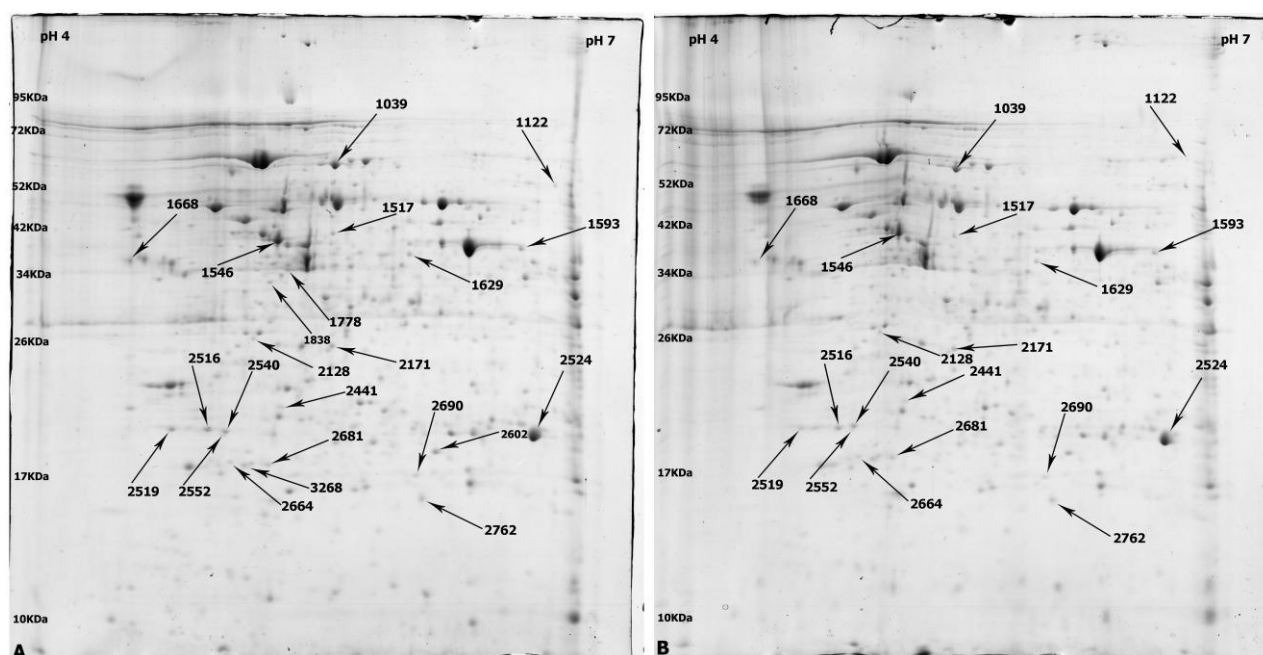 pH 4
pH 7
95KDa
1039
1122
72KDa
52KDa
1668
1517
42KDa
1593
1546
34KDa
1629
1778
1838
26KDa
2516
2540
2128
2171
2524
2441
2690
2681
2602
17KDa
2519
2552
3268
2664
2762
10KDa
A
pH 4
pH 7
95KDa
1039
1122
72KDa
52KDa
1668
1517
42KDa
1593
1546
34KDa
1629
26KDa
2516
2540
2128
2171
2441
2524
2690
2681
17KDa
2519
2552
2664
2762
10KDa
B